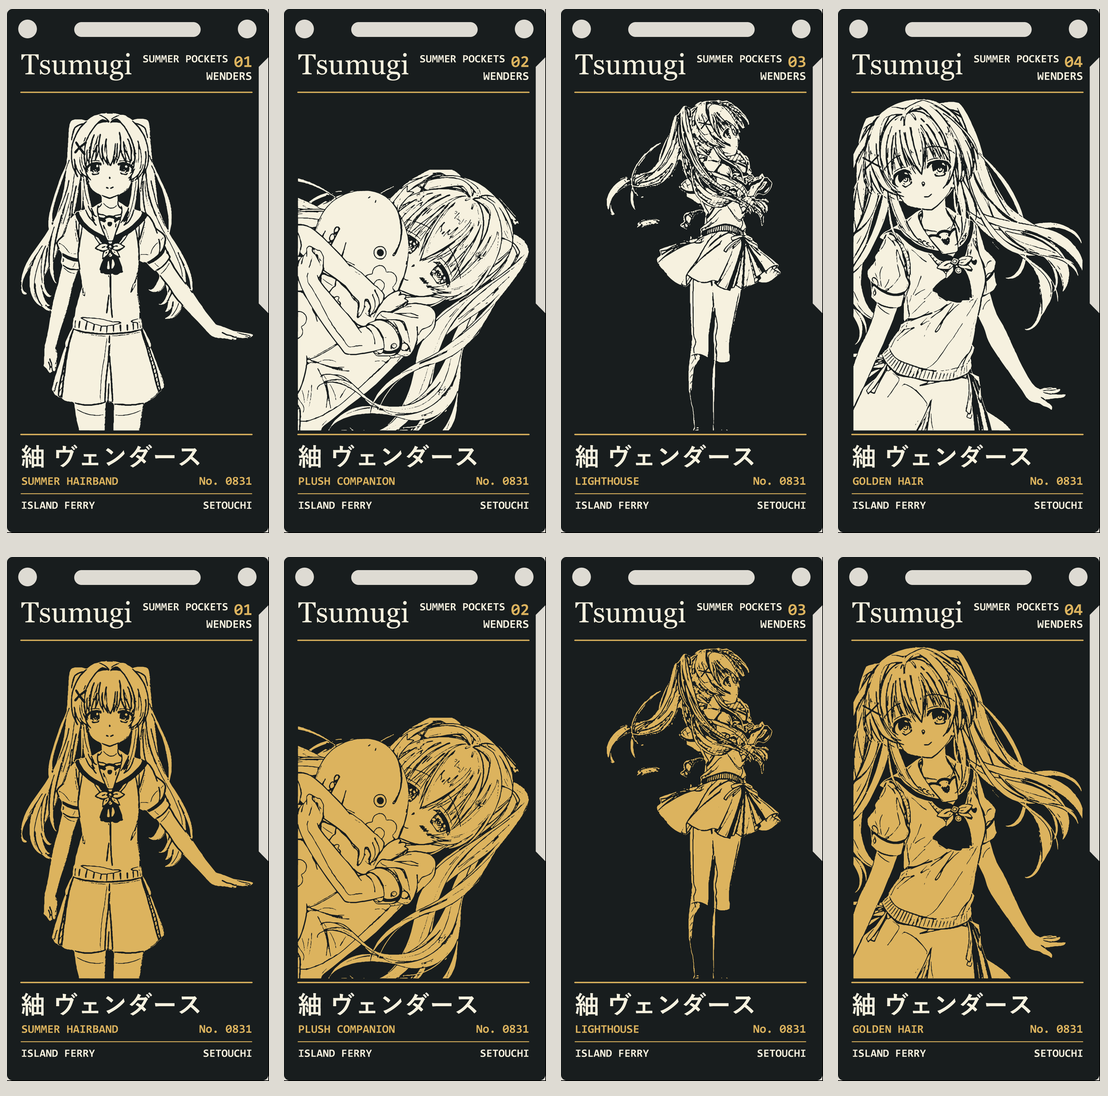 Tsumugi SUMMER POCKETS 01
WENDERS
紬 ヴェンダース
SUMMER HAIRBAND No. 0831
ISLAND FERRY SETOUCHI
Tsumugi SUMMER POCKETS 02
WENDERS
紬 ヴェンダース
PLUSH COMPANION No. 0831
ISLAND FERRY SETOUCHI
Tsumugi SUMMER POCKETS 03
WENDERS
紬 ヴェンダース
LIGHTHOUSE No. 0831
ISLAND FERRY SETOUCHI
Tsumugi SUMMER POCKETS 04
WENDERS
紬 ヴェンダース
GOLDEN HAIR No. 0831
ISLAND FERRY SETOUCHI
Tsumugi SUMMER POCKETS 01
WENDERS
紬 ヴェンダース
SUMMER HAIRBAND No. 0831
ISLAND FERRY SETOUCHI
Tsumugi SUMMER POCKETS 02
WENDERS
紬 ヴェンダース
PLUSH COMPANION No. 0831
ISLAND FERRY SETOUCHI
Tsumugi SUMMER POCKETS 03
WENDERS
紬 ヴェンダース
LIGHTHOUSE No. 0831
ISLAND FERRY SETOUCHI
Tsumugi SUMMER POCKETS 04
WENDERS
紬 ヴェンダース
GOLDEN HAIR No. 0831
ISLAND FERRY SETOUCHI